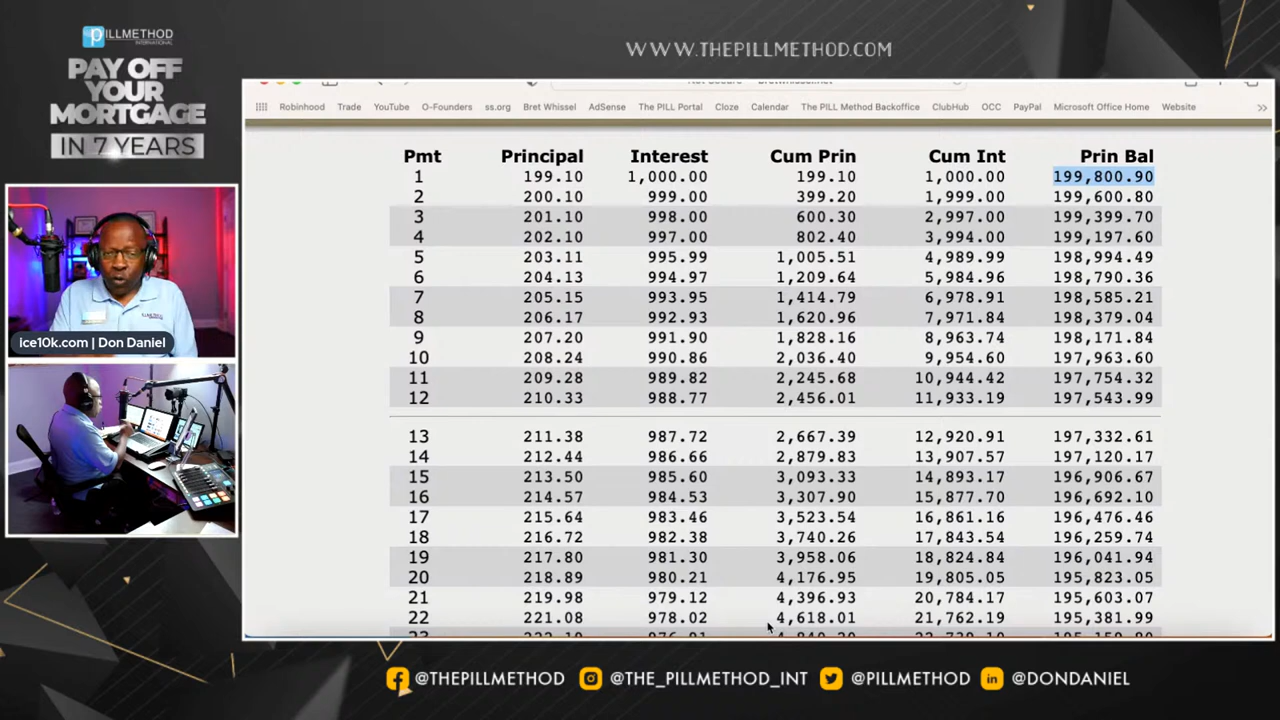 PILLMETHOD
INTERNATIONAL
PAY OFF
YOUR
MORTGAGE
IN 7 YEARS
WWW.THEPILLMETHOD.COM
Robinhood Trade YouTube O-Founders ss.org Bret Whissel AdSense The PILL Portal Cloze Calendar The PILL Method Backoffice ClubHub OCC PayPal Microsoft Office Home Website >>
Pmt Principal Interest Cum Prin Cum Int Prin Bal
1 199.10 1,000.00 199.10 1,000.00 199,800.90
2 200.10 999.00 399.20 1,999.00 199,600.80
3 201.10 998.00 600.30 2,997.00 199,399.70
4 202.10 997.00 802.40 3,994.00 199,197.60
5 203.11 995.99 1,005.51 4,989.99 198,994.49
6 204.13 994.97 1,209.64 5,984.96 198,790.36
7 205.15 993.95 1,414.79 6,978.91 198,585.21
8 206.17 992.93 1,620.96 7,971.84 198,379.04
9 207.20 991.90 1,828.16 8,963.74 198,171.84
10 208.24 990.86 2,036.40 9,954.60 197,963.60
11 209.28 989.82 2,245.68 10,944.42 197,754.32
12 210.33 988.77 2,456.01 11,933.19 197,543.99
13 211.38 987.72 2,667.39 12,920.91 197,332.61
14 212.44 986.66 2,879.83 13,907.57 197,120.17
15 213.50 985.60 3,093.33 14,893.17 196,906.67
16 214.57 984.53 3,307.90 15,877.70 196,692.10
17 215.64 983.46 3,523.54 16,861.16 196,476.46
18 216.72 982.38 3,740.26 17,843.54 196,259.74
19 217.80 981.30 3,958.06 18,824.84 196,041.94
20 218.89 980.21 4,176.95 19,805.05 195,823.05
21 219.98 979.12 4,396.93 20,784.17 195,603.07
22 221.08 978.02 4,618.01 21,762.19 195,381.99
ice10k.com | Don Daniel
@THEPILLMETHOD @THE_PILLMETHOD_INT @PILLMETHOD @DONDANIEL